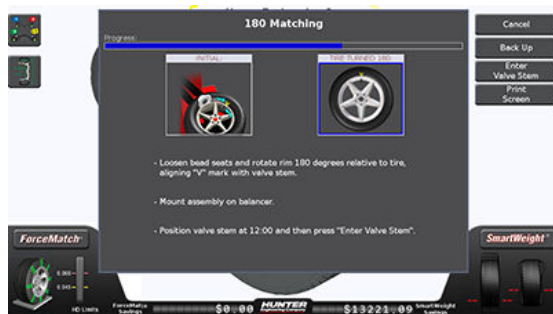 180 Matching
Progress:
INITIAL:
TIRE TURNED 180:
- Loosen bead seats and rotate rim 180 degrees relative to tire,
aligning "V" mark with valve stem.
- Mount assembly on balancer.
- Position valve stem at 12:00 and then press "Enter Valve Stem".
Cancel
Back Up
Enter
Valve Stem
Print
Screen
ForceMatch
SmartWeight
HD Limits
ForceMatch
Savings
$0.00
HUNTER
Engineering Company
$13221.09
SmartWeight
Savings